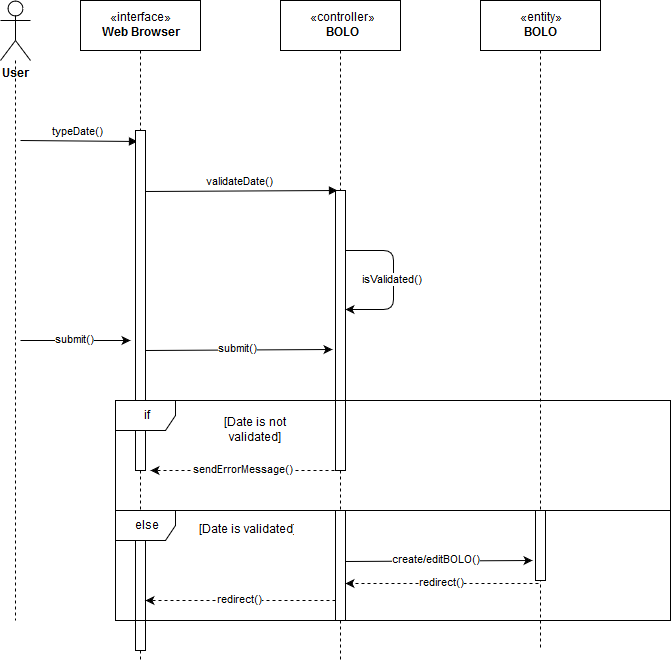 «interface»
Web Browser
«controller»
BOLO
«entity»
BOLO
User
typeDate()
validateDate()
isValidated()
submit()
submit()
if
[Date is not
validated]
sendErrorMessage()
else
[Date is validated
create/editBOLO()
redirect()
redirect()